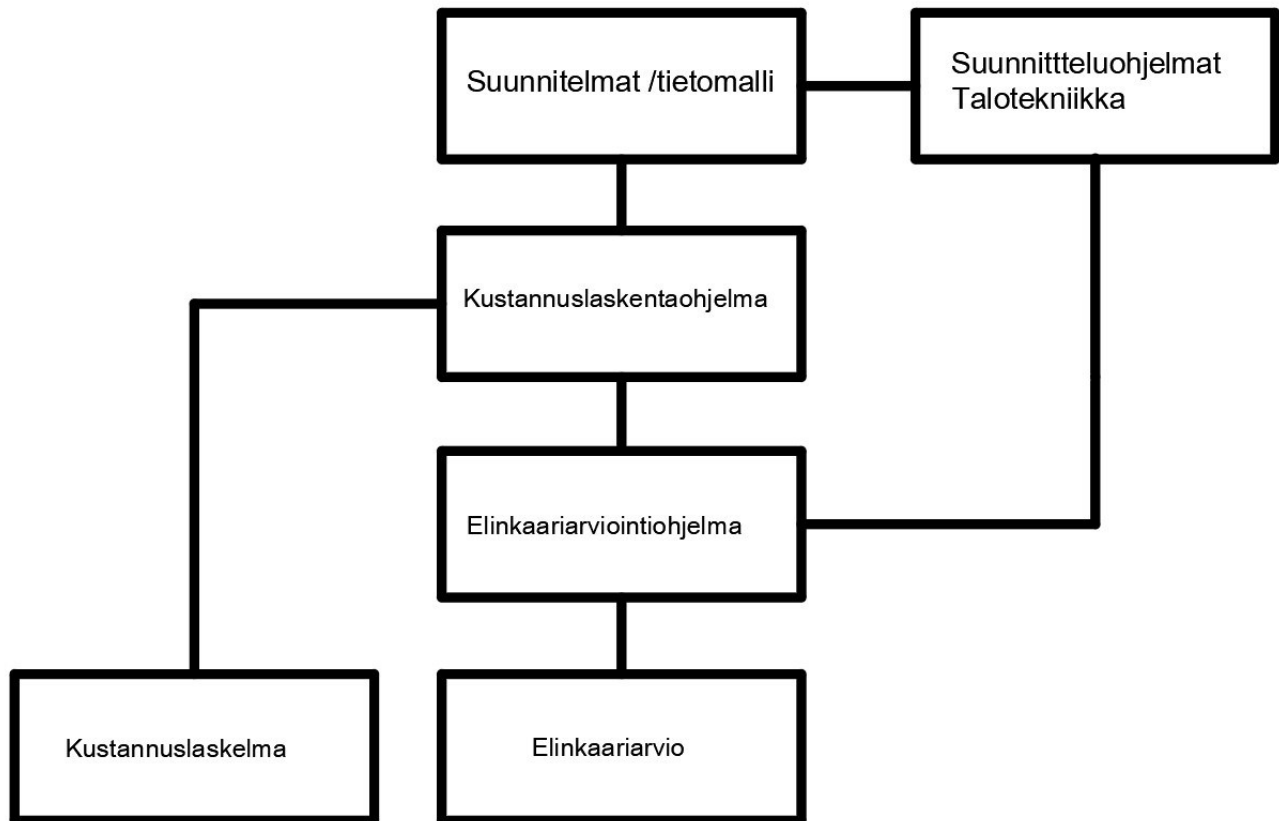 Suunnitelmat /tietomalli
Suunnittteluohjelmat
Talotekniikka
Kustannuslaskentaohjelma
Elinkaariarviointiohjelma
Kustannuslaskelma
Elinkaariarvio